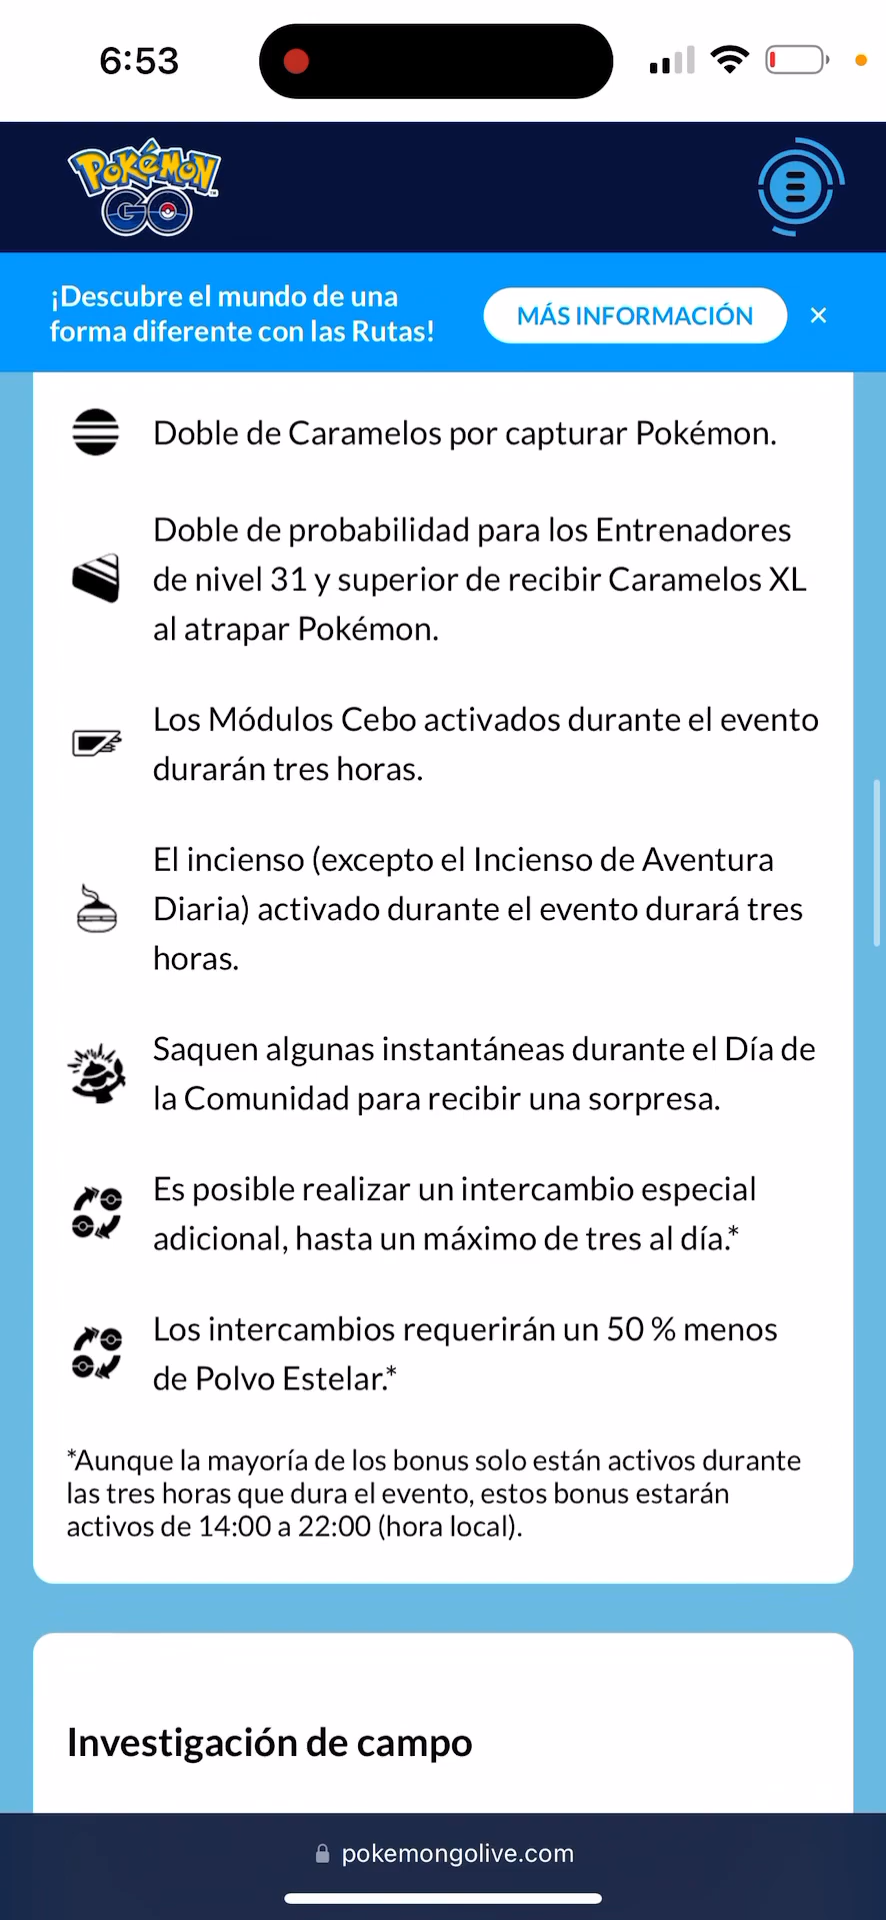 6:53
POKÉMON
GO
¡Descubre el mundo de una
forma diferente con las Rutas!
MÁS INFORMACIÓN
Doble de Caramelos por capturar Pokémon.
Doble de probabilidad para los Entrenadores
de nivel 31 y superior de recibir Caramelos XL
al atrapar Pokémon.
Los Módulos Cebo activados durante el evento
durarán tres horas.
El incienso (excepto el Incienso de Aventura
Diaria) activado durante el evento durará tres
horas.
Saquen algunas instantáneas durante el Día de
la Comunidad para recibir una sorpresa.
Es posible realizar un intercambio especial
adicional, hasta un máximo de tres al día.*
Los intercambios requerirán un 50 % menos
de Polvo Estelar.*
*Aunque la mayoría de los bonus solo están activos durante
las tres horas que dura el evento, estos bonus estarán
activos de 14:00 a 22:00 (hora local).
Investigación de campo
pokemongolive.com